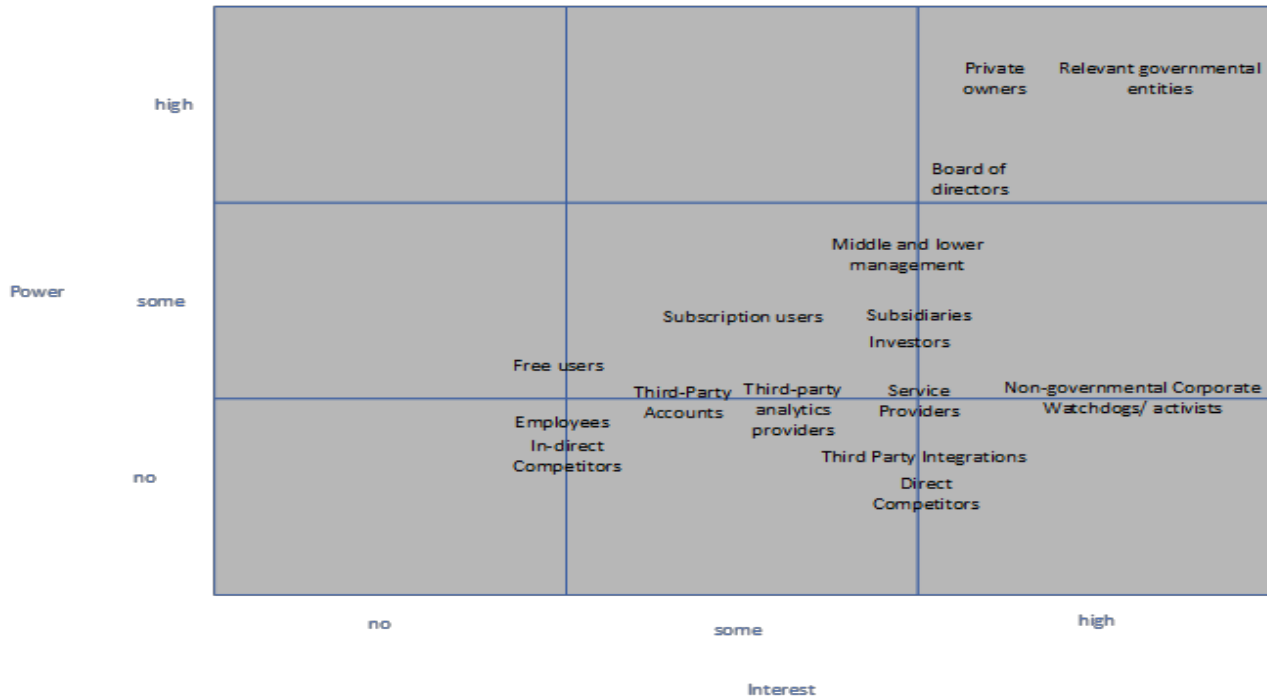 Private
owners
Relevant governmental
entities
high
Board of
directors
Middle and lower
management
Power
some
Subscription users
Subsidiaries
Investors
Free users
Third-Party
Accounts
Third-party
analytics
providers
Service
Providers
Non-governmental Corporate
Watchdogs/ activists
Employees
In-direct
Competitors
Third Party Integrations
no
Direct
Competitors
no
some
high
Interest